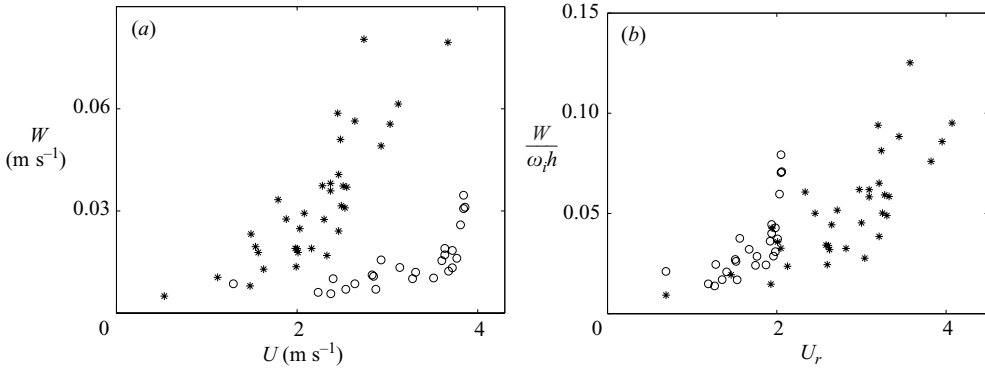 (a)
0.06
W
(m s⁻¹)
0.03
0
2
4
U (m s⁻¹)
0.15
(b)
0.10
W
ωᵢh
0.05
0
2
4
Uᵣ